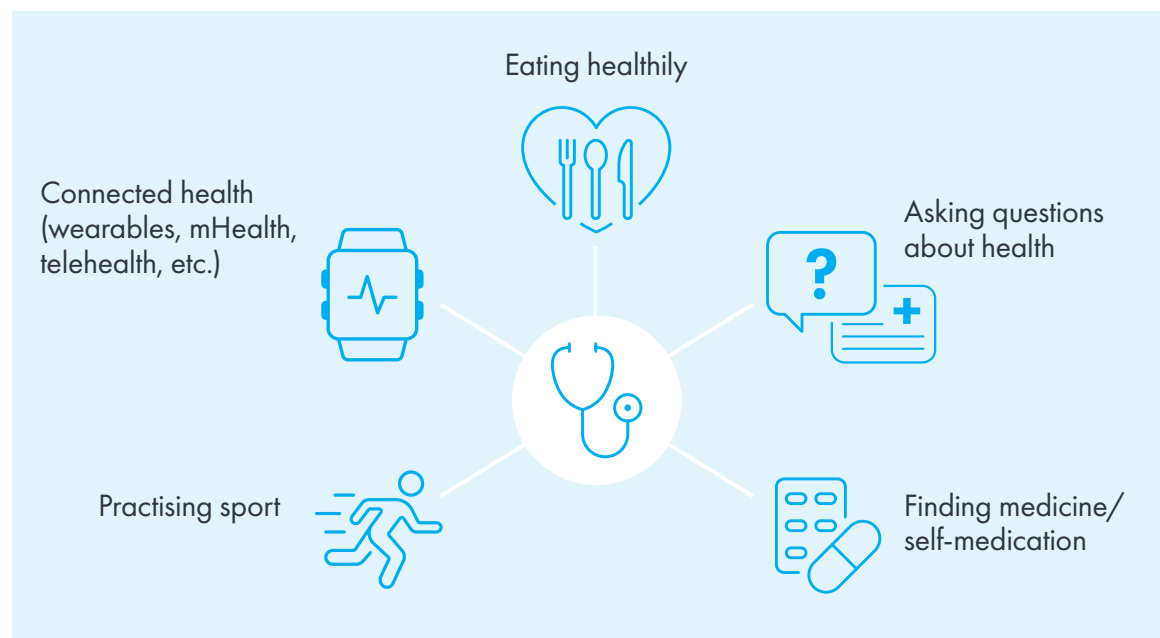 Eating healthily
Connected health
(wearables, mHealth,
telehealth, etc.)
Asking questions
about health
?
Practising sport
Finding medicine/
self-medication